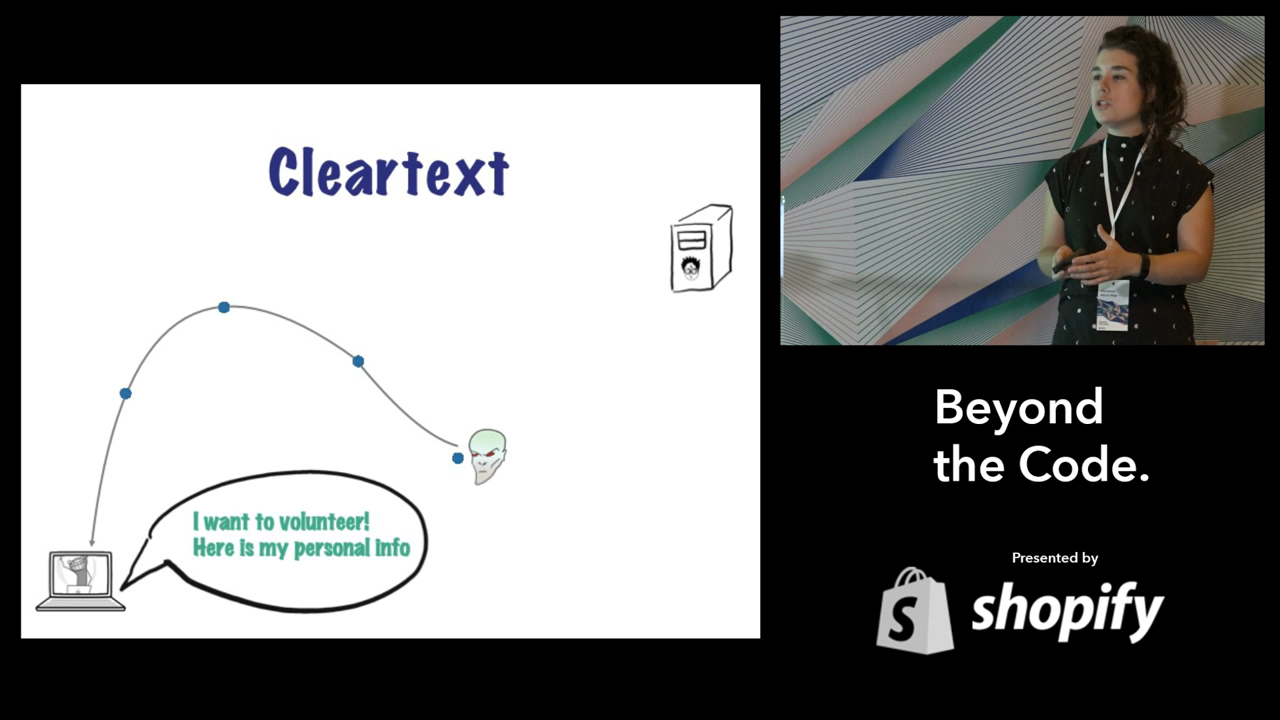 Cleartext
I want to volunteer!
Here is my personal info
Beyond
the Code.
Presented by
shopify